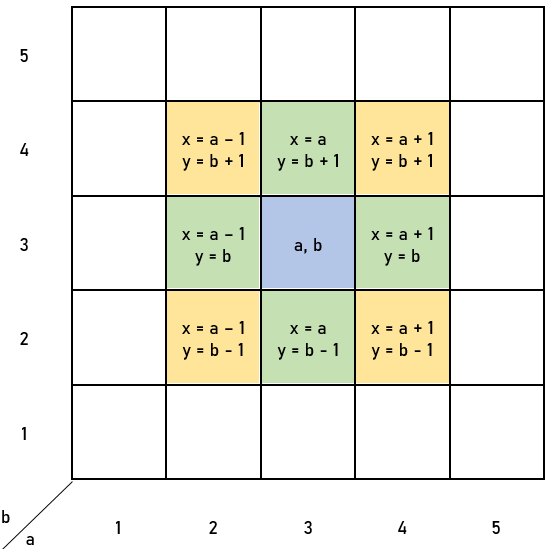 5
4
x = a – 1
y = b + 1
x = a
y = b + 1
x = a + 1
y = b + 1
3
x = a – 1
y = b
a, b
x = a + 1
y = b
2
x = a – 1
y = b - 1
x = a
y = b - 1
x = a + 1
y = b - 1
1
b
a
1
2
3
4
5